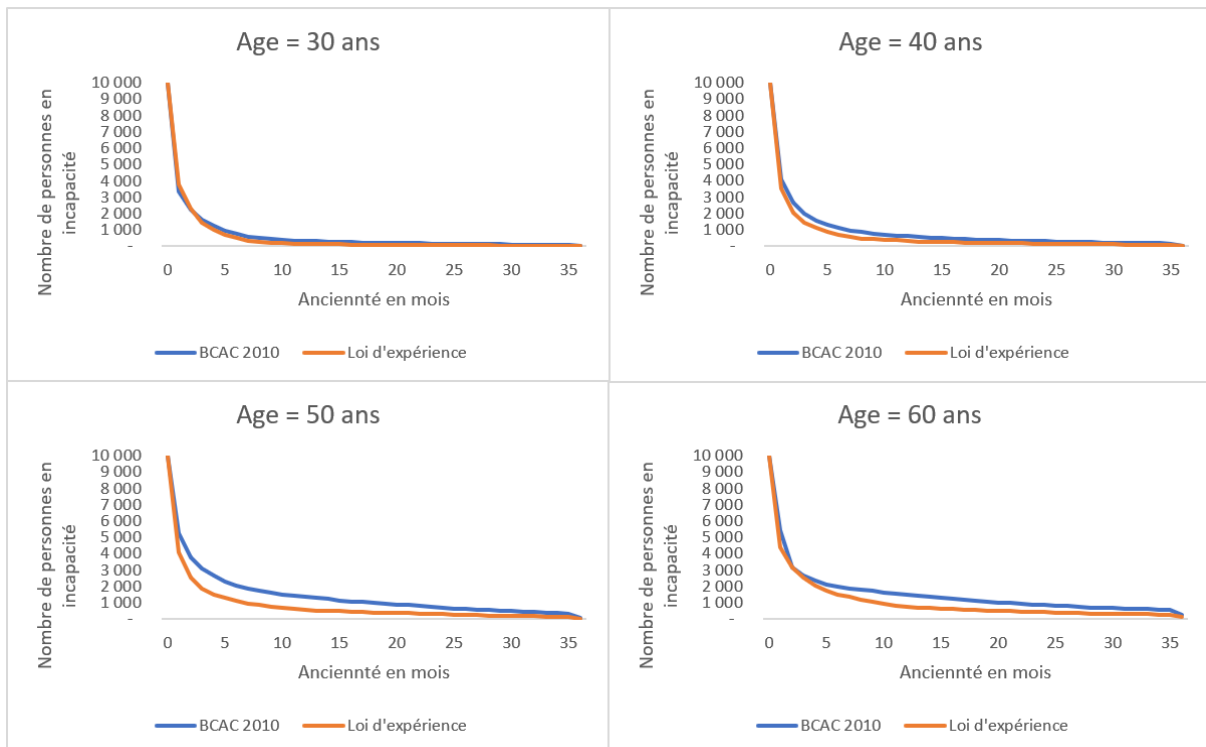 Age = 30 ans
Nombre de personnes en
incapacité
10 000
9 000
8 000
7 000
6 000
5 000
4 000
3 000
2 000
1 000
-
0 5 10 15 20 25 30 35
Anciennté en mois
BCAC 2010 Loi d'expérience
Age = 40 ans
Nombre de personnes en
incapacité
10 000
9 000
8 000
7 000
6 000
5 000
4 000
3 000
2 000
1 000
-
0 5 10 15 20 25 30 35
Anciennté en mois
BCAC 2010 Loi d'expérience
Age = 50 ans
Nombre de personnes en
incapacité
10 000
9 000
8 000
7 000
6 000
5 000
4 000
3 000
2 000
1 000
-
0 5 10 15 20 25 30 35
Anciennté en mois
BCAC 2010 Loi d'expérience
Age = 60 ans
Nombre de personnes en
incapacité
10 000
9 000
8 000
7 000
6 000
5 000
4 000
3 000
2 000
1 000
-
0 5 10 15 20 25 30 35
Anciennté en mois
BCAC 2010 Loi d'expérience